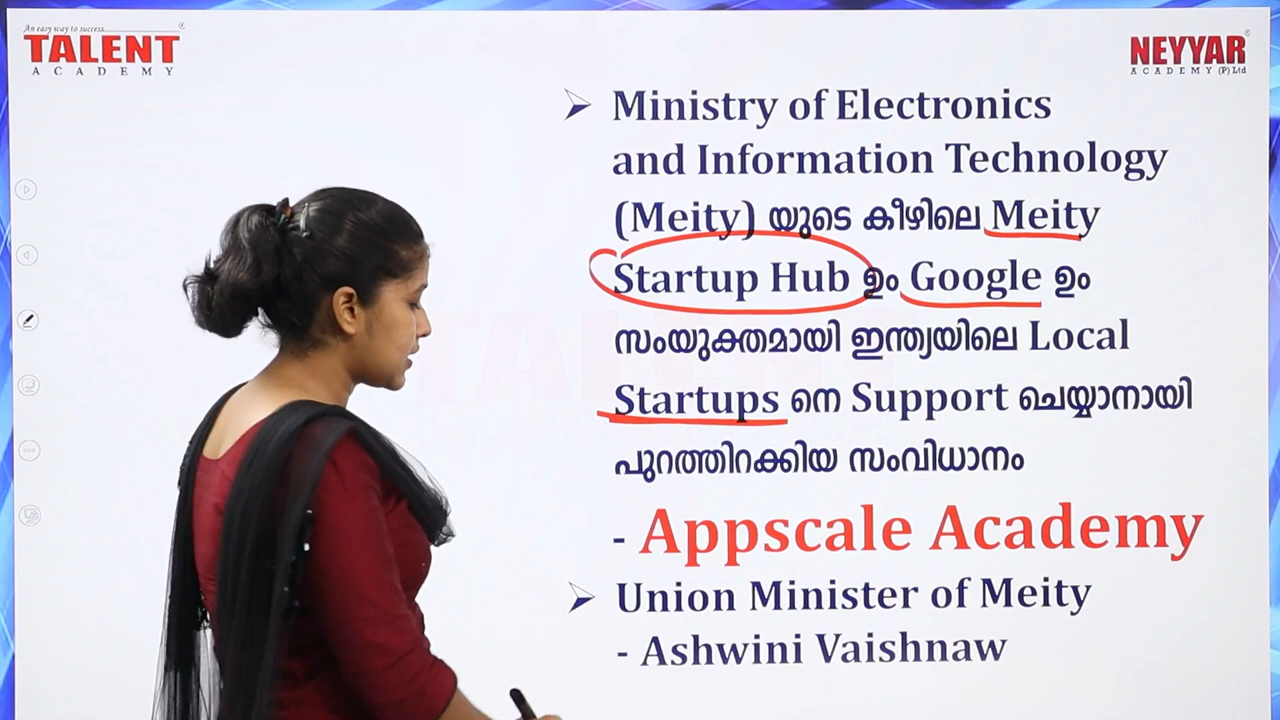 An easy way to success
TALENT
ACADEMY
NEYYAR
ACADEMY (P) Ltd
Ministry of Electronics
and Information Technology
(Meity) യുടെ കീഴിലെ Meity
Startup Hub ഉം Google ഉം
സംയുക്തമായി ഇന്ത്യയിലെ Local
Startups നെ Support ചെയ്യാനായി
പുറത്തിറക്കിയ സംവിധാനം
- Appscale Academy
Union Minister of Meity
- Ashwini Vaishnaw